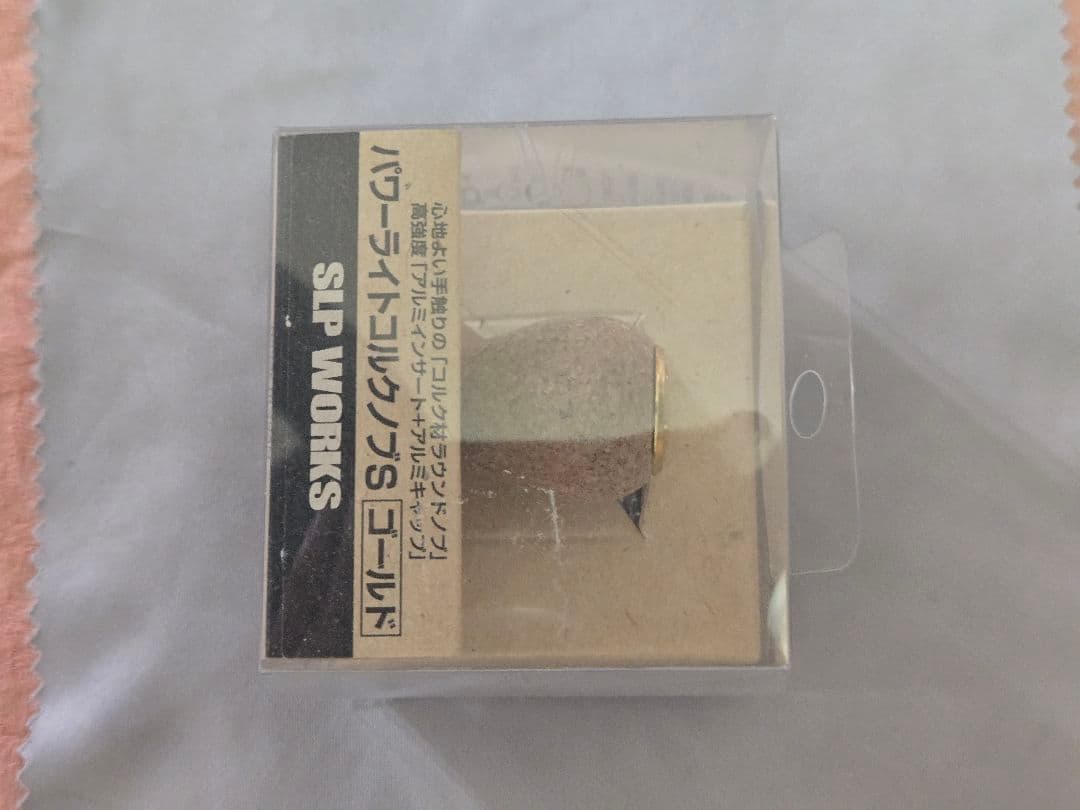 心地よい手触りの「コルク材ラウンドノブ」
高強度「アルミインサート+アルミキャップ」
パワーライトコルクノブS ゴールド
SLP WORKS